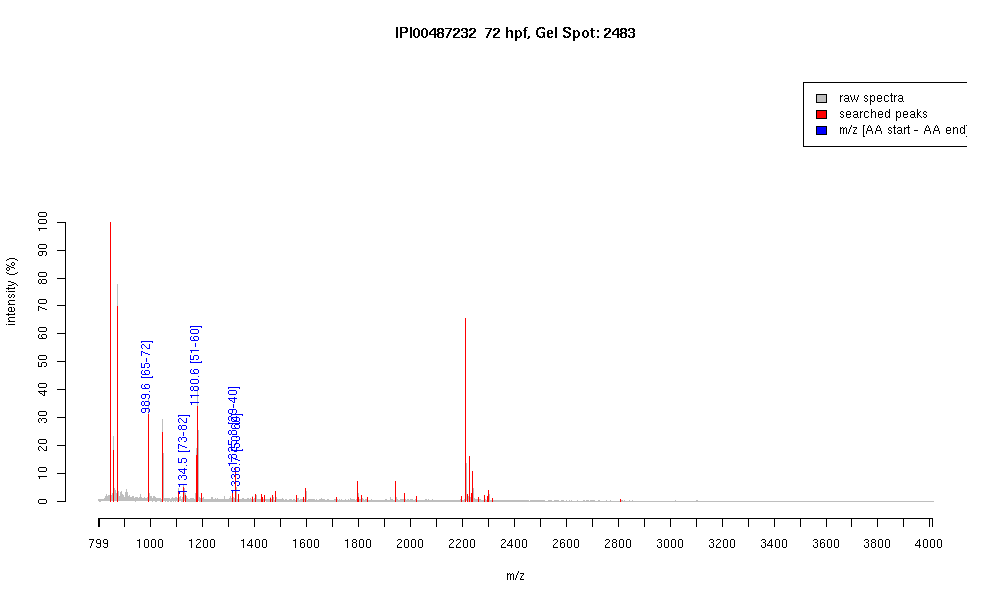 IPI00487232 72 hpf, Gel Spot: 2483
raw spectra
searched peaks
m/z [AA start - AA end]
intensity (%)
100
90
80
70
60
50
40
30
20
10
0
989.6 [65-72]
1134.5 [73-82]
1180.6 [51-60]
799 1000 1200 1400 1600 1800 2000 2200 2400 2600 2800 3000 3200 3400 3600 3800 4000
m/z